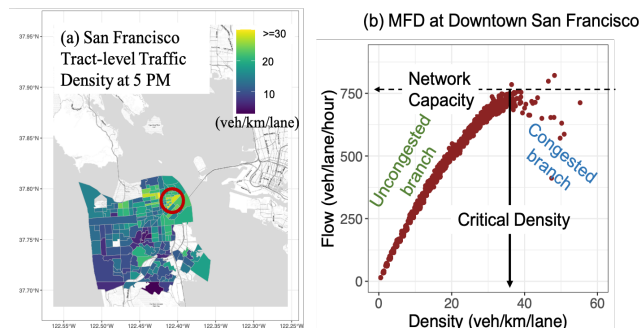 (a) San Francisco
Tract-level Traffic
Density at 5 PM
>=30
20
10
(veh/km/lane)
37.95°N
37.90°N
37.85°N
37.80°N
37.75°N
37.70°N
122.55°W
122.50°W
122.45°W
122.40°W
122.35°W
122.30°W
122.25°W
(b) MFD at Downtown San Francisco
Flow (veh/lane/hour)
750
500
250
0
Network
Capacity
Uncongested
branch
Congested
branch
Critical Density
0
20
40
60
Density (veh/km/lane)